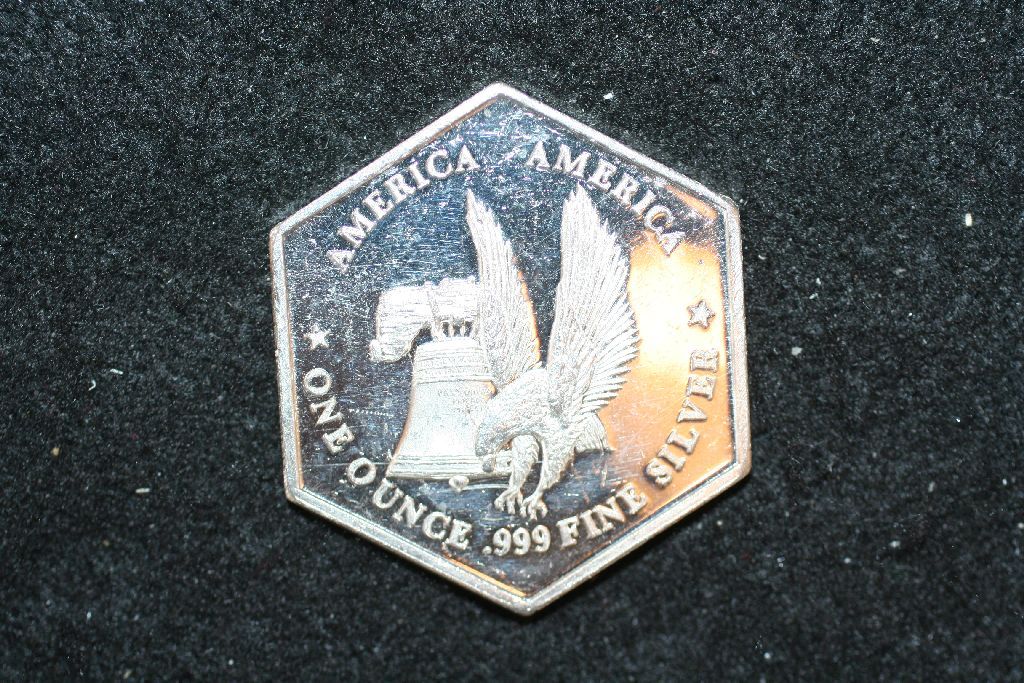 AMERICA AMERICA
ONE OUNCE .999 FINE SILVER